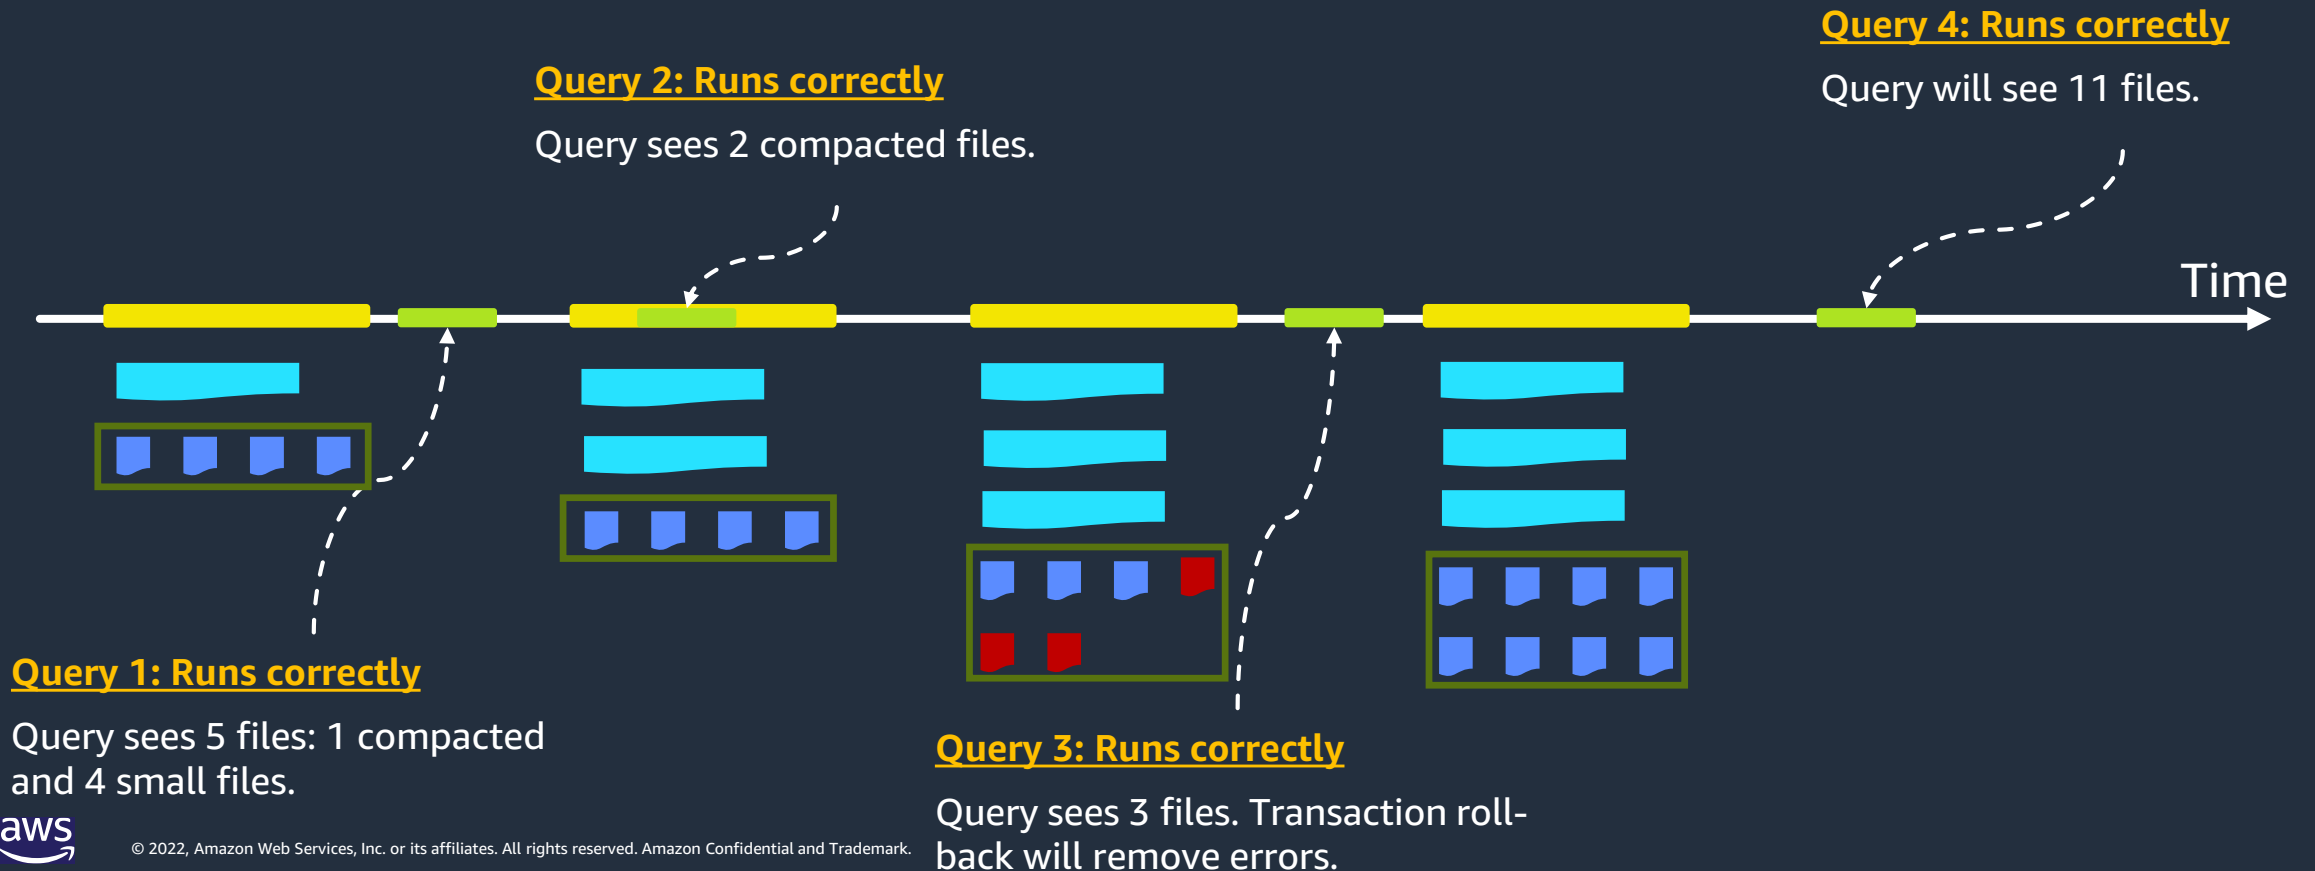 Query 4: Runs correctly
Query will see 11 files.
Query 2: Runs correctly
Query sees 2 compacted files.
Time
Query 1: Runs correctly
Query sees 5 files: 1 compacted
and 4 small files.
Query 3: Runs correctly
Query sees 3 files. Transaction roll-
back will remove errors.
aws
© 2022, Amazon Web Services, Inc. or its affiliates. All rights reserved. Amazon Confidential and Trademark.